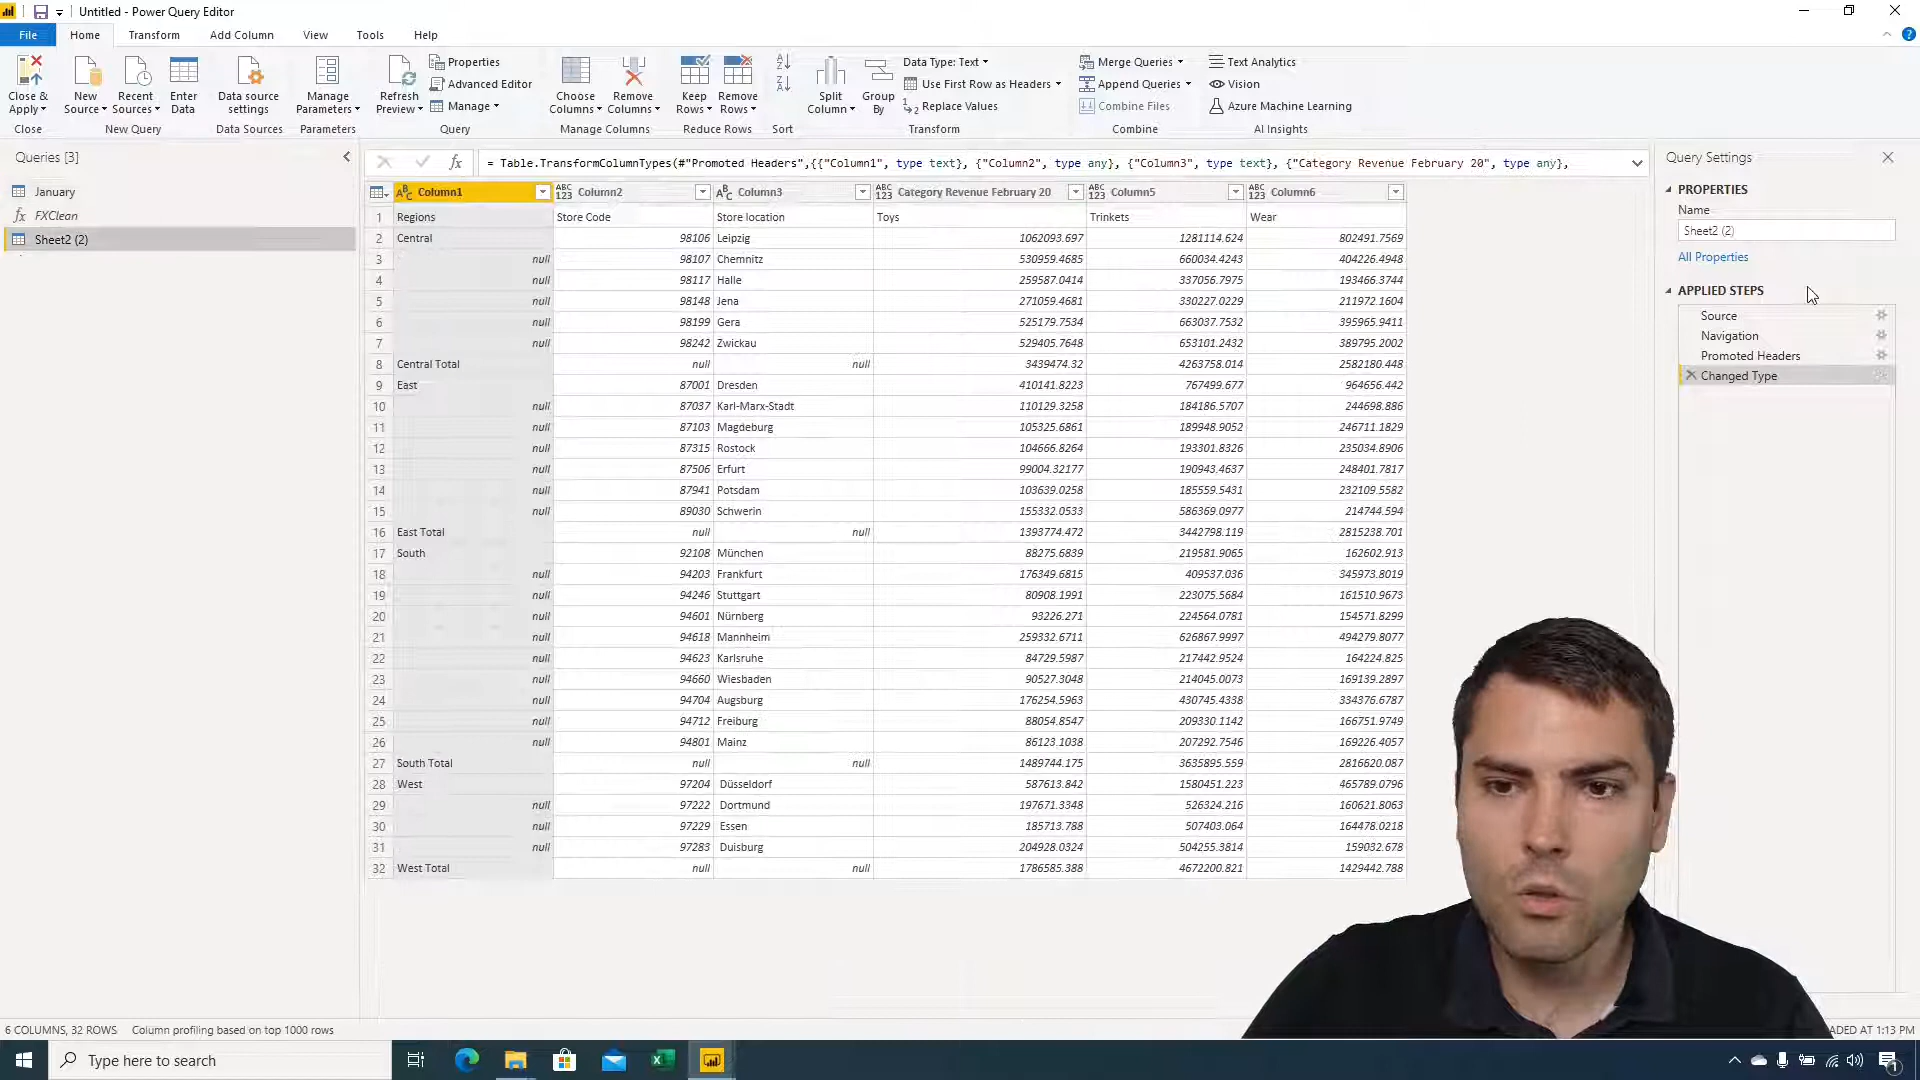 Untitled - Power Query Editor
File Home Transform Add Column View Tools Help
Close & Apply
New Source
Recent Sources
Enter Data
Data source settings
Manage Parameters
Refresh Preview
Properties
Advanced Editor
Manage
Choose Columns
Remove Columns
Keep Rows
Remove Rows
Split Column
Group By
Data Type: Text
Use First Row as Headers
Replace Values
Merge Queries
Append Queries
Combine Files
Text Analytics
Vision
Azure Machine Learning
Close New Query Data Sources Parameters Query Manage Columns Reduce Rows Sort Transform Combine AI Insights
Queries [3]
January
FXClean
Sheet2 (2)
= Table.TransformColumnTypes(#"Promoted Headers",{{"Column1", type text}, {"Column2", type any}, {"Column3", type text}, {"Category Revenue February 20", type any},
Column1 Column2 Column3 Category Revenue February 20 Column5 Column6
1 Regions Store Code Store location Toys Trinkets Wear
2 Central 98106 Leipzig 1062093.697 1281114.624 802491.7569
3 null 98107 Chemnitz 530959.4685 660034.4243 404226.4948
4 null 98117 Halle 259587.0414 337056.7975 193466.3744
5 null 98148 Jena 271059.4681 330227.0229 211972.1604
6 null 98199 Gera 525179.7534 663037.7532 395965.9411
7 null 98242 Zwickau 529405.7648 653101.2432 389795.2002
8 Central Total null null 3439474.32 4263758.014 2582180.448
9 East 87001 Dresden 410141.8223 767499.677 964656.442
10 null 87037 Karl-Marx-Stadt 110129.3258 184186.5707 244698.886
11 null 87103 Magdeburg 105325.6861 189948.9052 246711.1829
12 null 87315 Rostock 104666.8264 193301.8336 235034.8906
13 null 87506 Erfurt 99004.32177 190943.4637 248401.7817
14 null 87941 Potsdam 103639.0258 185559.5431 232109.5582
15 null 89030 Schwerin 155332.0533 586369.0977 214744.594
16 East Total null null 1393774.472 3442798.119 2815238.701
17 South 92108 München 88275.6839 219581.9065 162602.913
18 null 94203 Frankfurt 176349.6815 409537.036 345973.8019
19 null 94246 Stuttgart 80908.1991 223075.5684 161510.9673
20 null 94601 Nürnberg 93226.271 224564.0781 154571.8299
21 null 94618 Mannheim 259332.6711 626867.9997 494279.8077
22 null 94623 Karlsruhe 84729.5987 217442.9524 164224.825
23 null 94660 Wiesbaden 90527.3048 214045.0073 169139.2897
24 null 94704 Augsburg 176254.5963 430745.4338 334376.6787
25 null 94712 Freiburg 88054.8547 209330.1142 166751.9749
26 null 94801 Mainz 86123.1038 207292.7546 169226.4057
27 South Total null null 1489744.175 3635895.559 2816620.087
28 West 97204 Düsseldorf 587613.842 1580451.223 465789.0796
29 null 97222 Dortmund 197671.3348 526324.216 160621.8063
30 null 97229 Essen 185713.788 507403.064 164478.0218
31 null 97283 Duisburg 204928.0324 504255.3814 159032.678
32 West Total null null 1786585.388 4672200.821 1429442.788
Query Settings
PROPERTIES
Name
Sheet2 (2)
All Properties
APPLIED STEPS
Source
Navigation
Promoted Headers
Changed Type
6 COLUMNS, 32 ROWS Column profiling based on top 1000 rows
ADED AT 1:13 PM
Type here to search